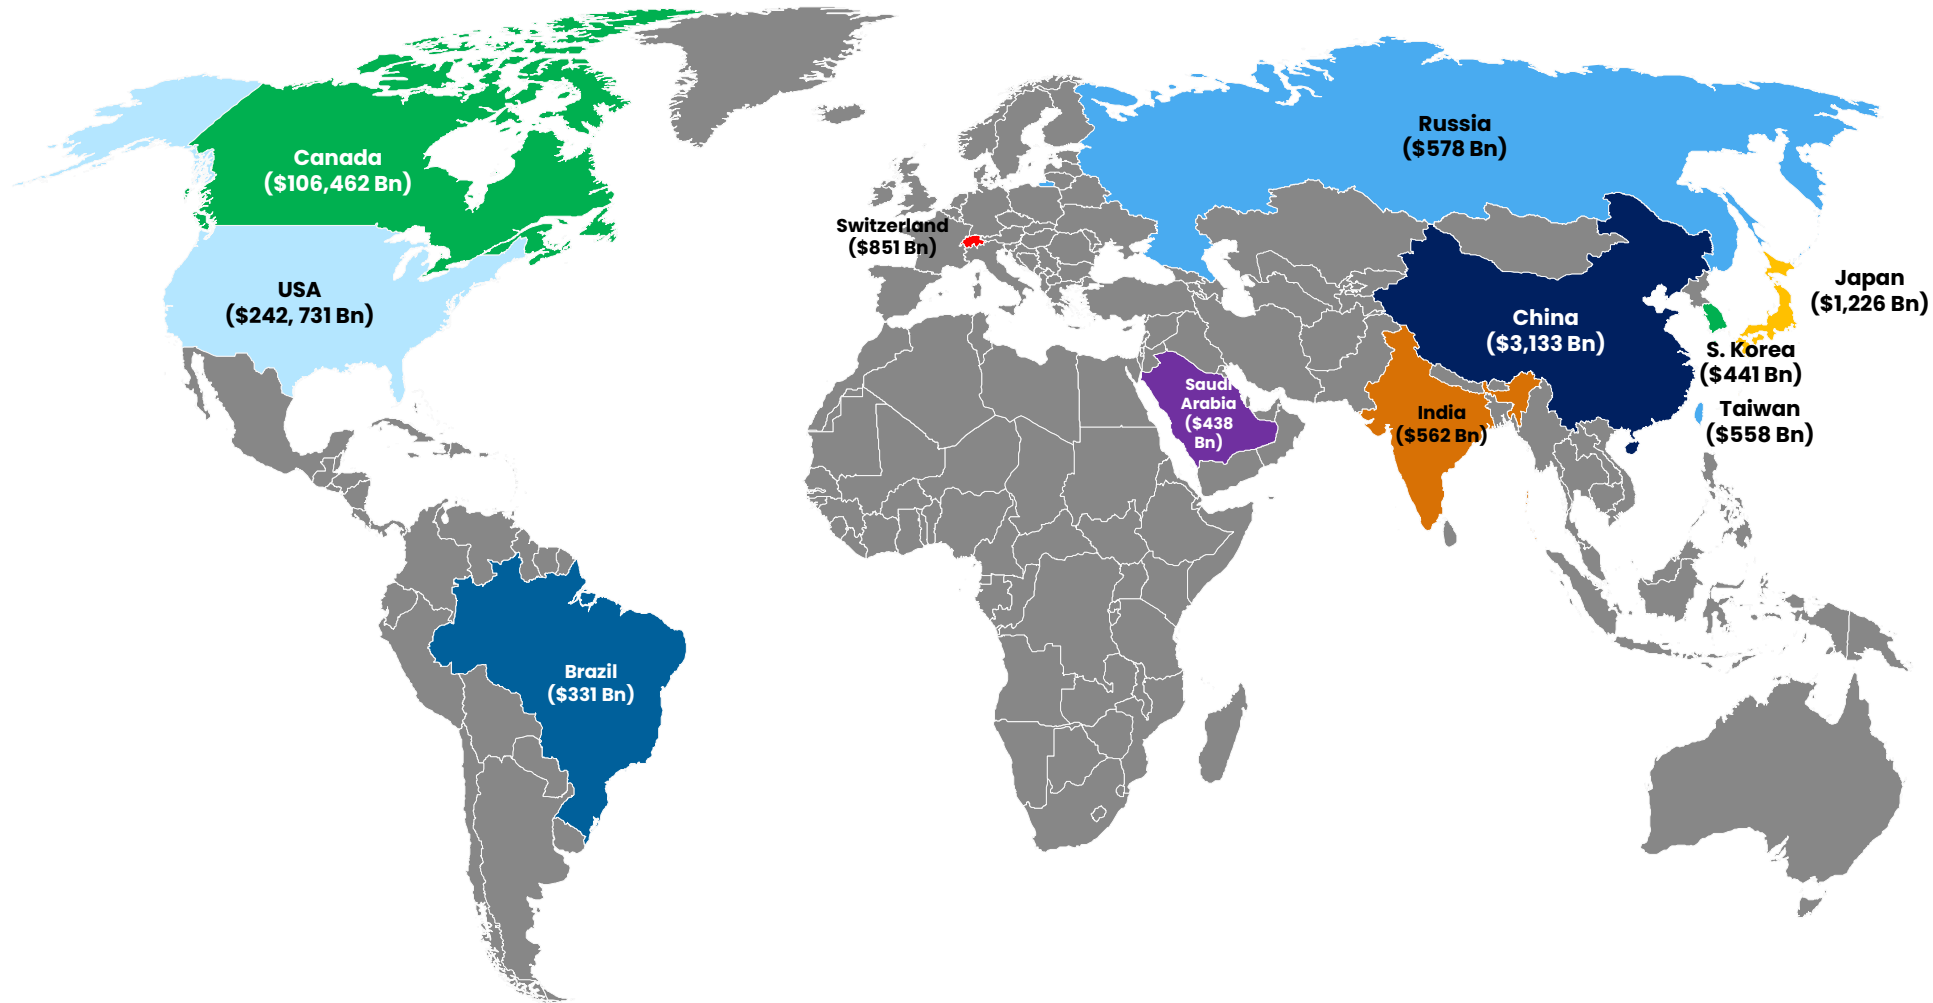 Canada
($106,462 Bn)
USA
($242, 731 Bn)
Brazil
($331 Bn)
Switzerland
($851 Bn)
Russia
($578 Bn)
Saudi
Arabia
($438
Bn)
India
($562 Bn)
China
($3,133 Bn)
Japan
($1,226 Bn)
S. Korea
($441 Bn)
Taiwan
($558 Bn)